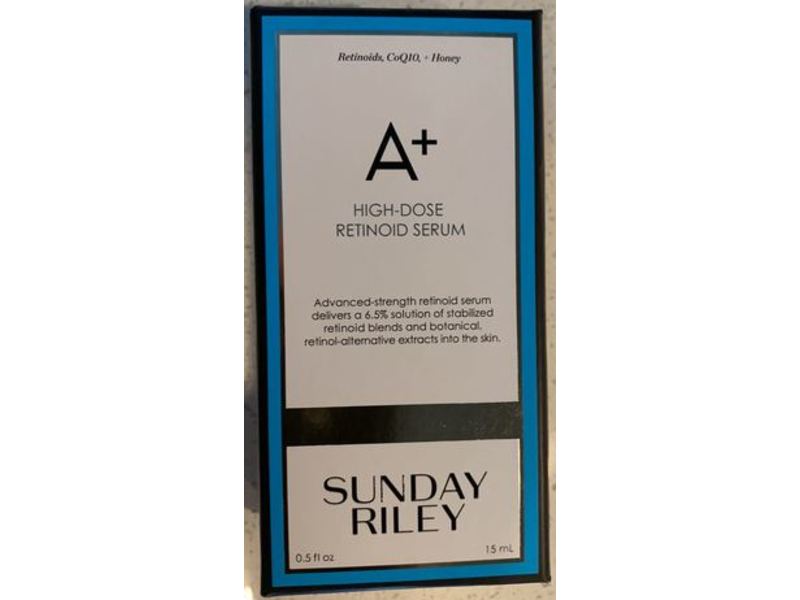 Retinoids, CoQ10, + Honey
A+
HIGH-DOSE
RETINOID SERUM
Advanced-strength retinoid serum
delivers a 6.5% solution of stabilized
retinoid blends and botanical,
retinol-alternative extracts into the skin.
SUNDAY
RILEY
0.5 fl oz 15 mL